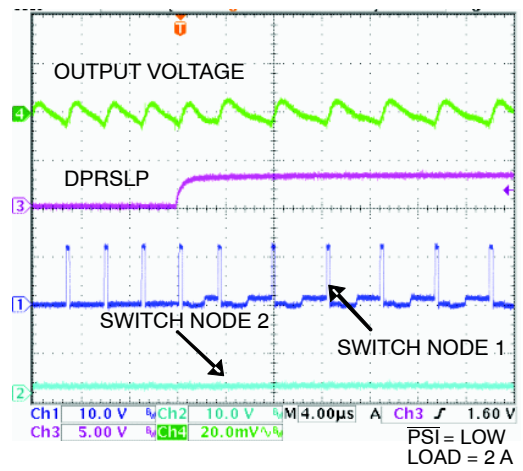 T
OUTPUT VOLTAGE
4
DPRSLP
3
1
SWITCH NODE 2
SWITCH NODE 1
2
Ch1 10.0 V Ch2 10.0 V M 4.00µs A Ch3 1.60 V
Ch3 5.00 V Ch4 20.0mV
PSI = LOW
LOAD = 2 A